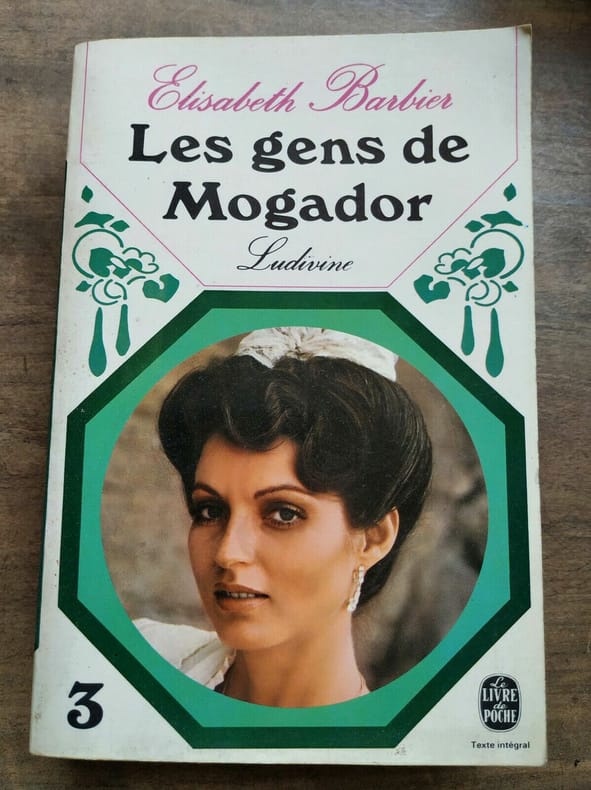 Elisabeth Barbier
Les gens de
Mogador
Ludivine
3
Le
LIVRE
de
POCHE
Texte intégral